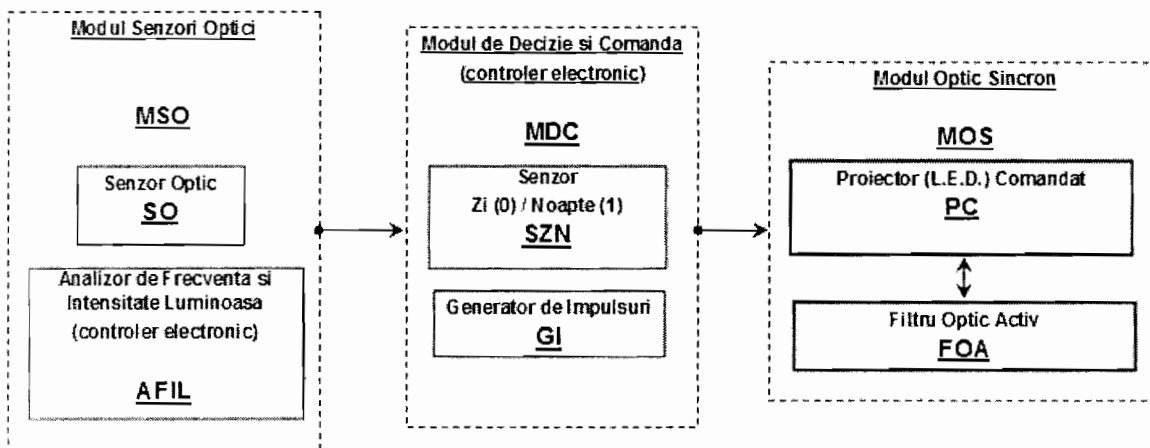 Modul Senzori Optici
MSO
Senzor Optic
SO
Analizor de Frecventa si
Intensitate Luminoasa
(controler electronic)
AFIL
Modul de Decizie si Comanda
(controler electronic)
MDC
Senzor
Zi (0) / Noapte (1)
SZN
Generator de Impulsuri
GI
Modul Optic Sincron
MOS
Proiector (L.E.D.) Comandat
PC
Filtru Optic Activ
FOA